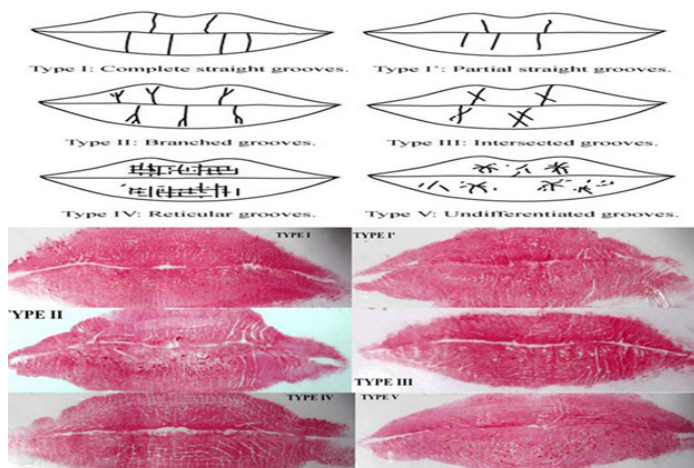 Type I: Complete straight grooves.
Type I': Partial straight grooves.
Type II: Branched grooves.
Type III: Intersected grooves.
Type IV: Reticular grooves.
Type V: Undifferentiated grooves.
TYPE I
TYPE I'
TYPE II
TYPE III
TYPE IV
TYPE V